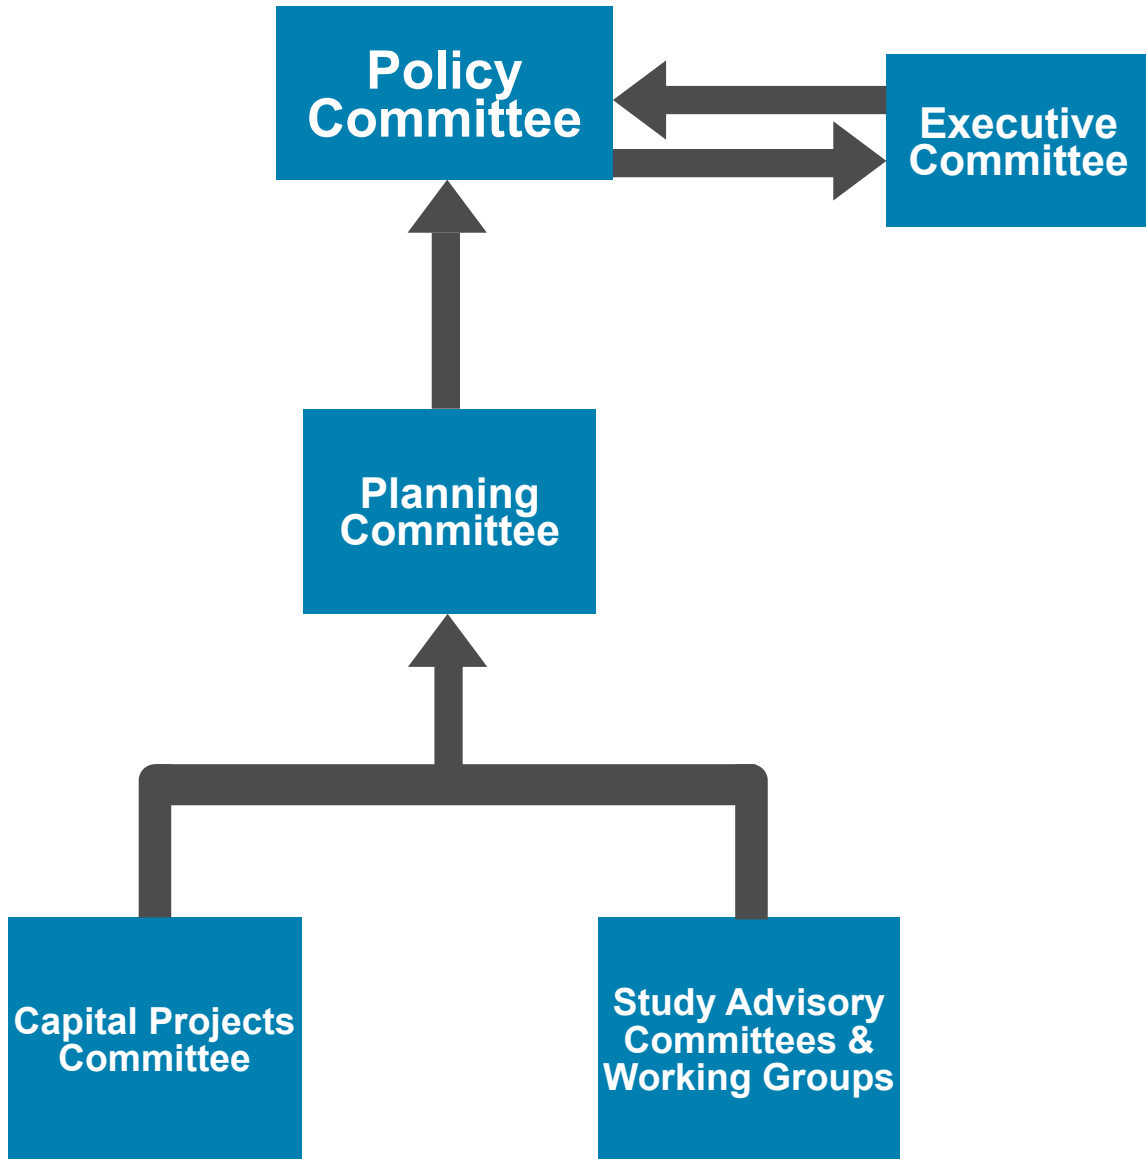 Policy
Committee
Executive
Committee
Planning
Committee
Capital Projects
Committee
Study Advisory
Committees &
Working Groups